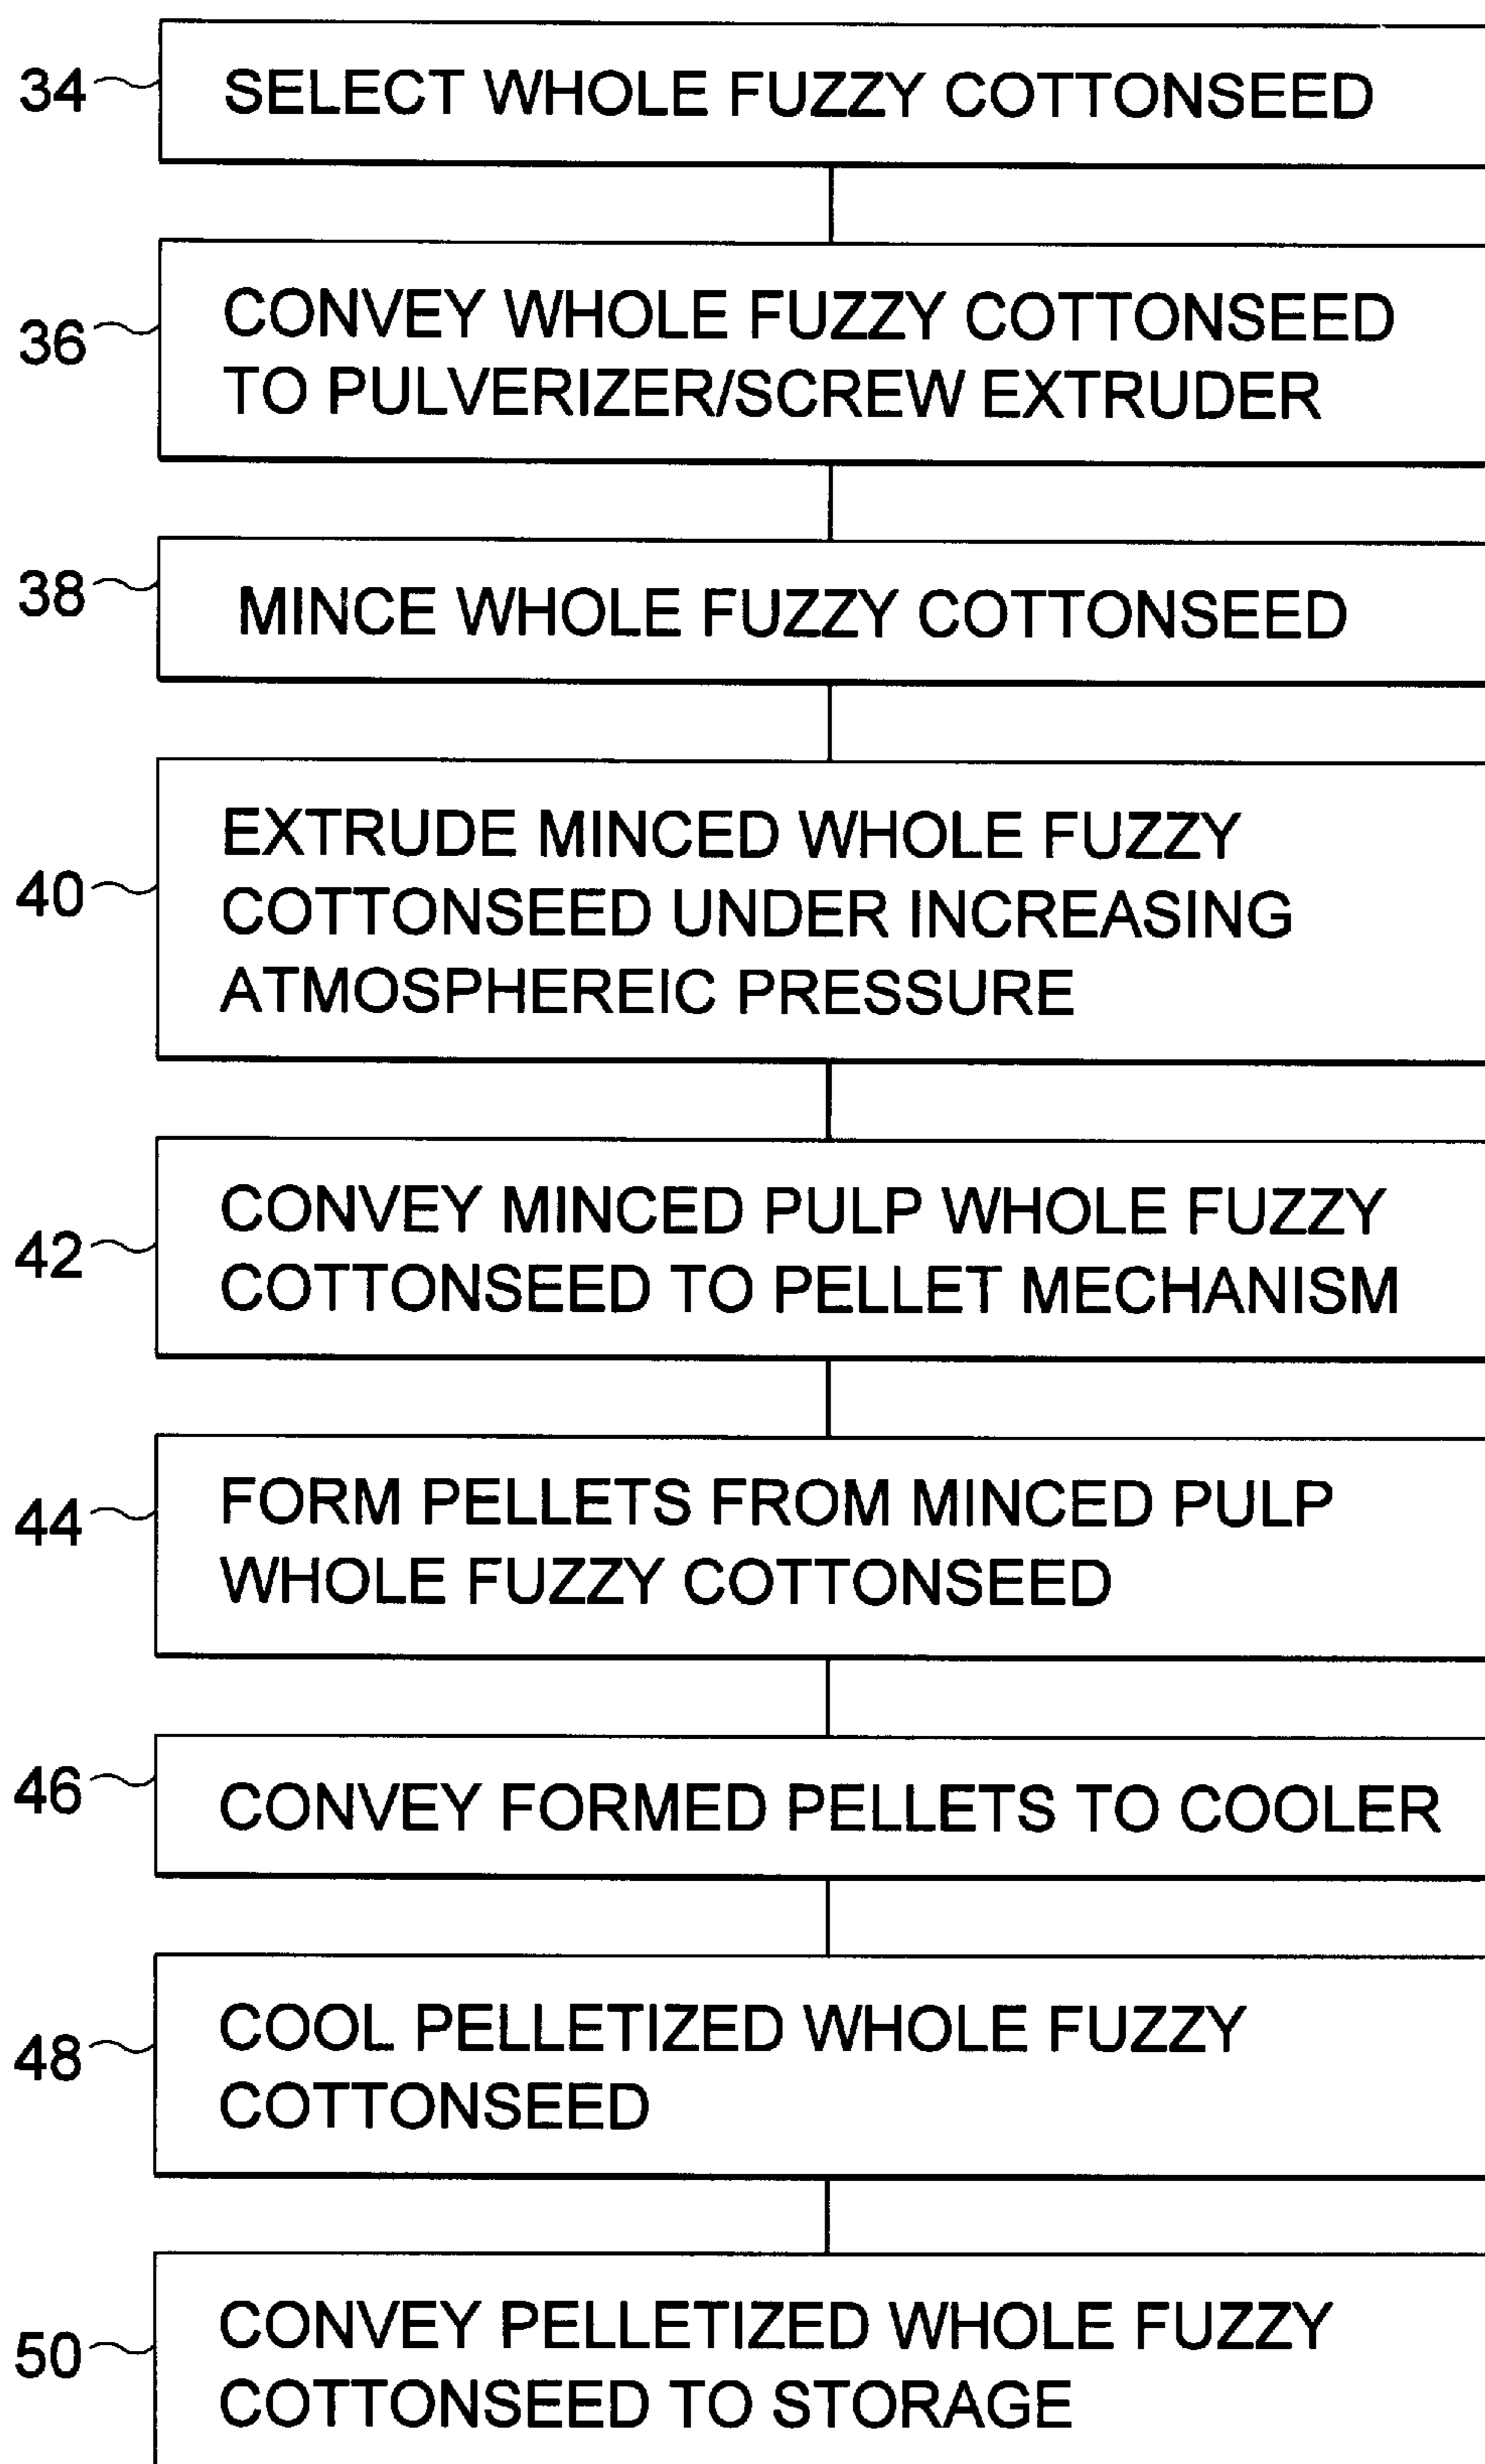 34 SELECT WHOLE FUZZY COTTONSEED
36 CONVEY WHOLE FUZZY COTTONSEED
TO PULVERIZER/SCREW EXTRUDER
38 MINCE WHOLE FUZZY COTTONSEED
EXTRUDE MINCED WHOLE FUZZY
40 COTTONSEED UNDER INCREASING
ATMOSPHEREIC PRESSURE
42 CONVEY MINCED PULP WHOLE FUZZY
COTTONSEED TO PELLET MECHANISM
44 FORM PELLETS FROM MINCED PULP
WHOLE FUZZY COTTONSEED
46 CONVEY FORMED PELLETS TO COOLER
48 COOL PELLETIZED WHOLE FUZZY
COTTONSEED
50 CONVEY PELLETIZED WHOLE FUZZY
COTTONSEED TO STORAGE